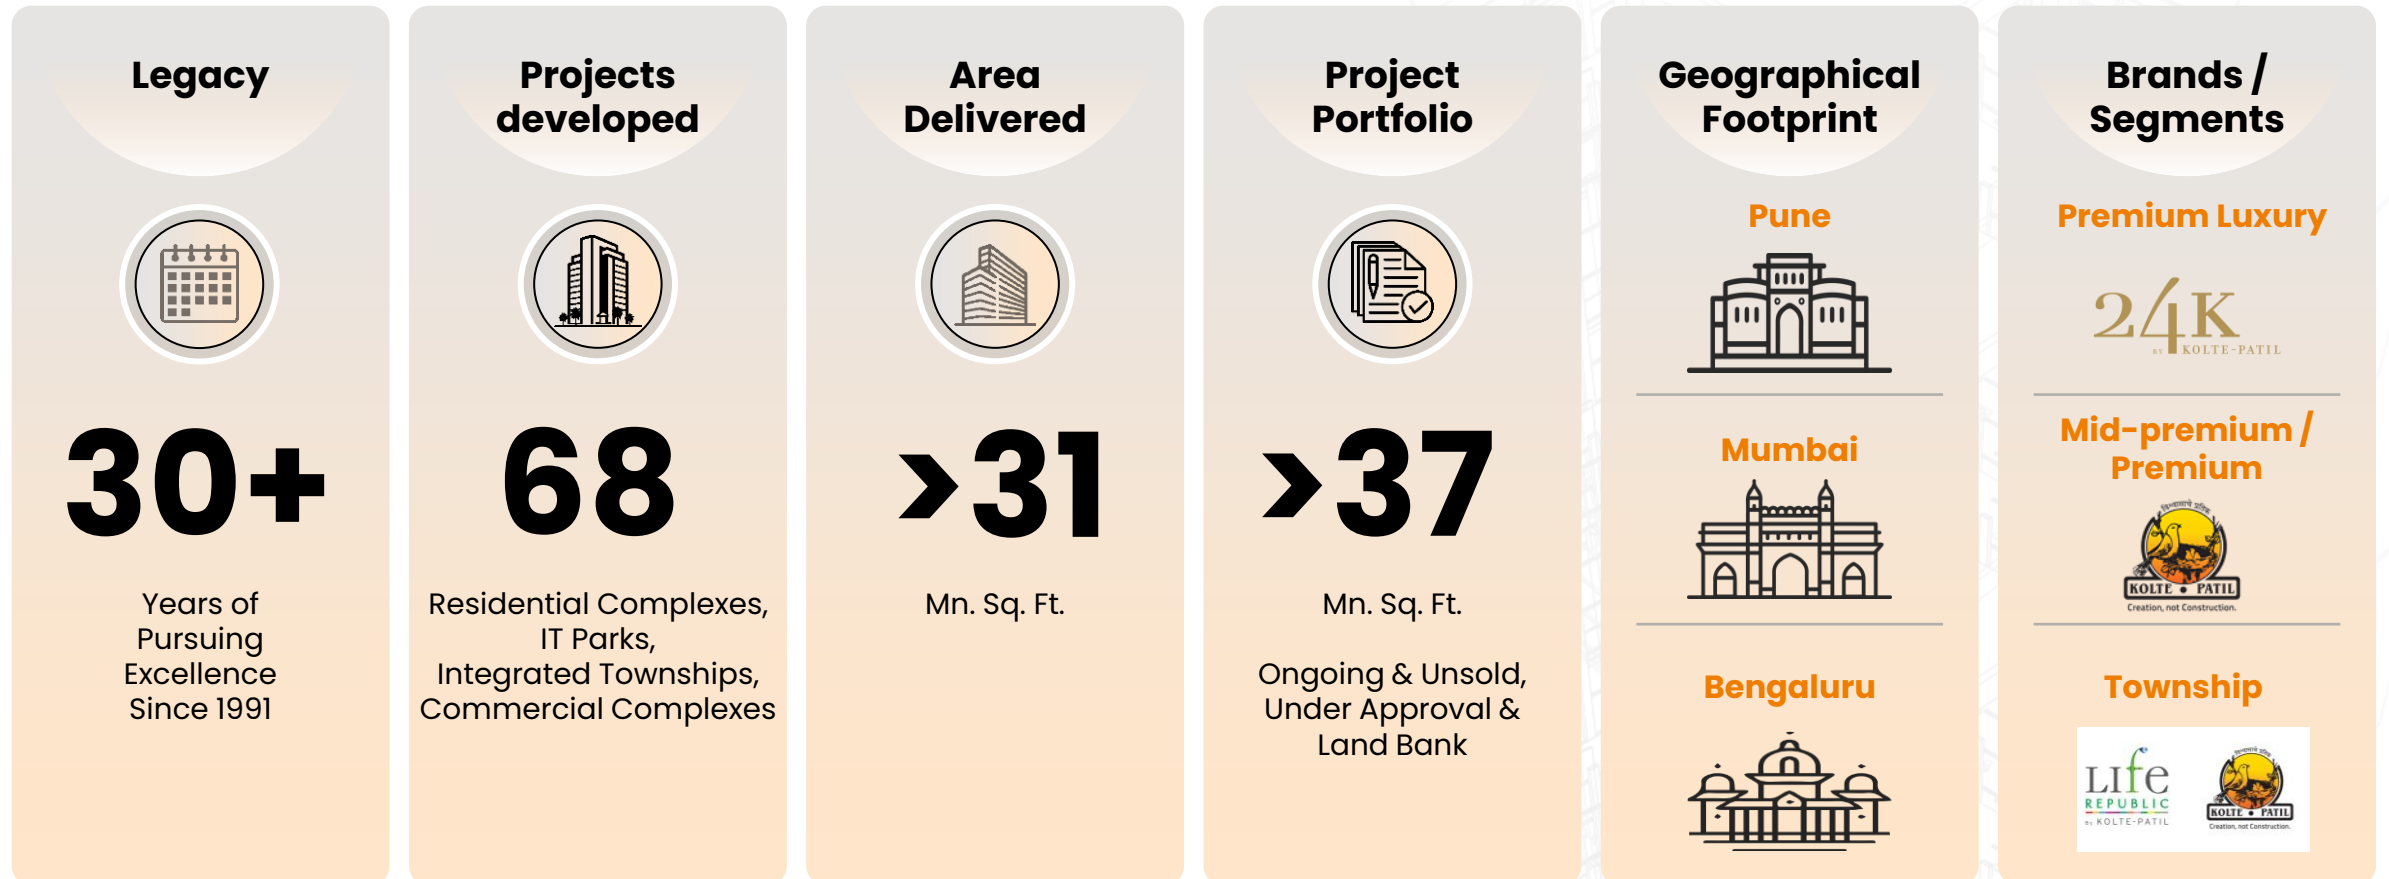 Legacy
30+
Years of
Pursuing
Excellence
Since 1991
Projects
developed
68
Residential Complexes,
IT Parks,
Integrated Townships,
Commercial Complexes
Area
Delivered
>31
Mn. Sq. Ft.
Project
Portfolio
>37
Mn. Sq. Ft.
Ongoing & Unsold,
Under Approval &
Land Bank
Geographical
Footprint
Pune
Mumbai
Bengaluru
Brands /
Segments
Premium Luxury
24K
BY KOLTE-PATIL
Mid-premium /
Premium
KOLTE • PATIL
Creation, not Construction.
Township
LIfe
REPUBLIC
By KOLTE-PATIL
KOLTE • PATIL
Creation, not Construction.